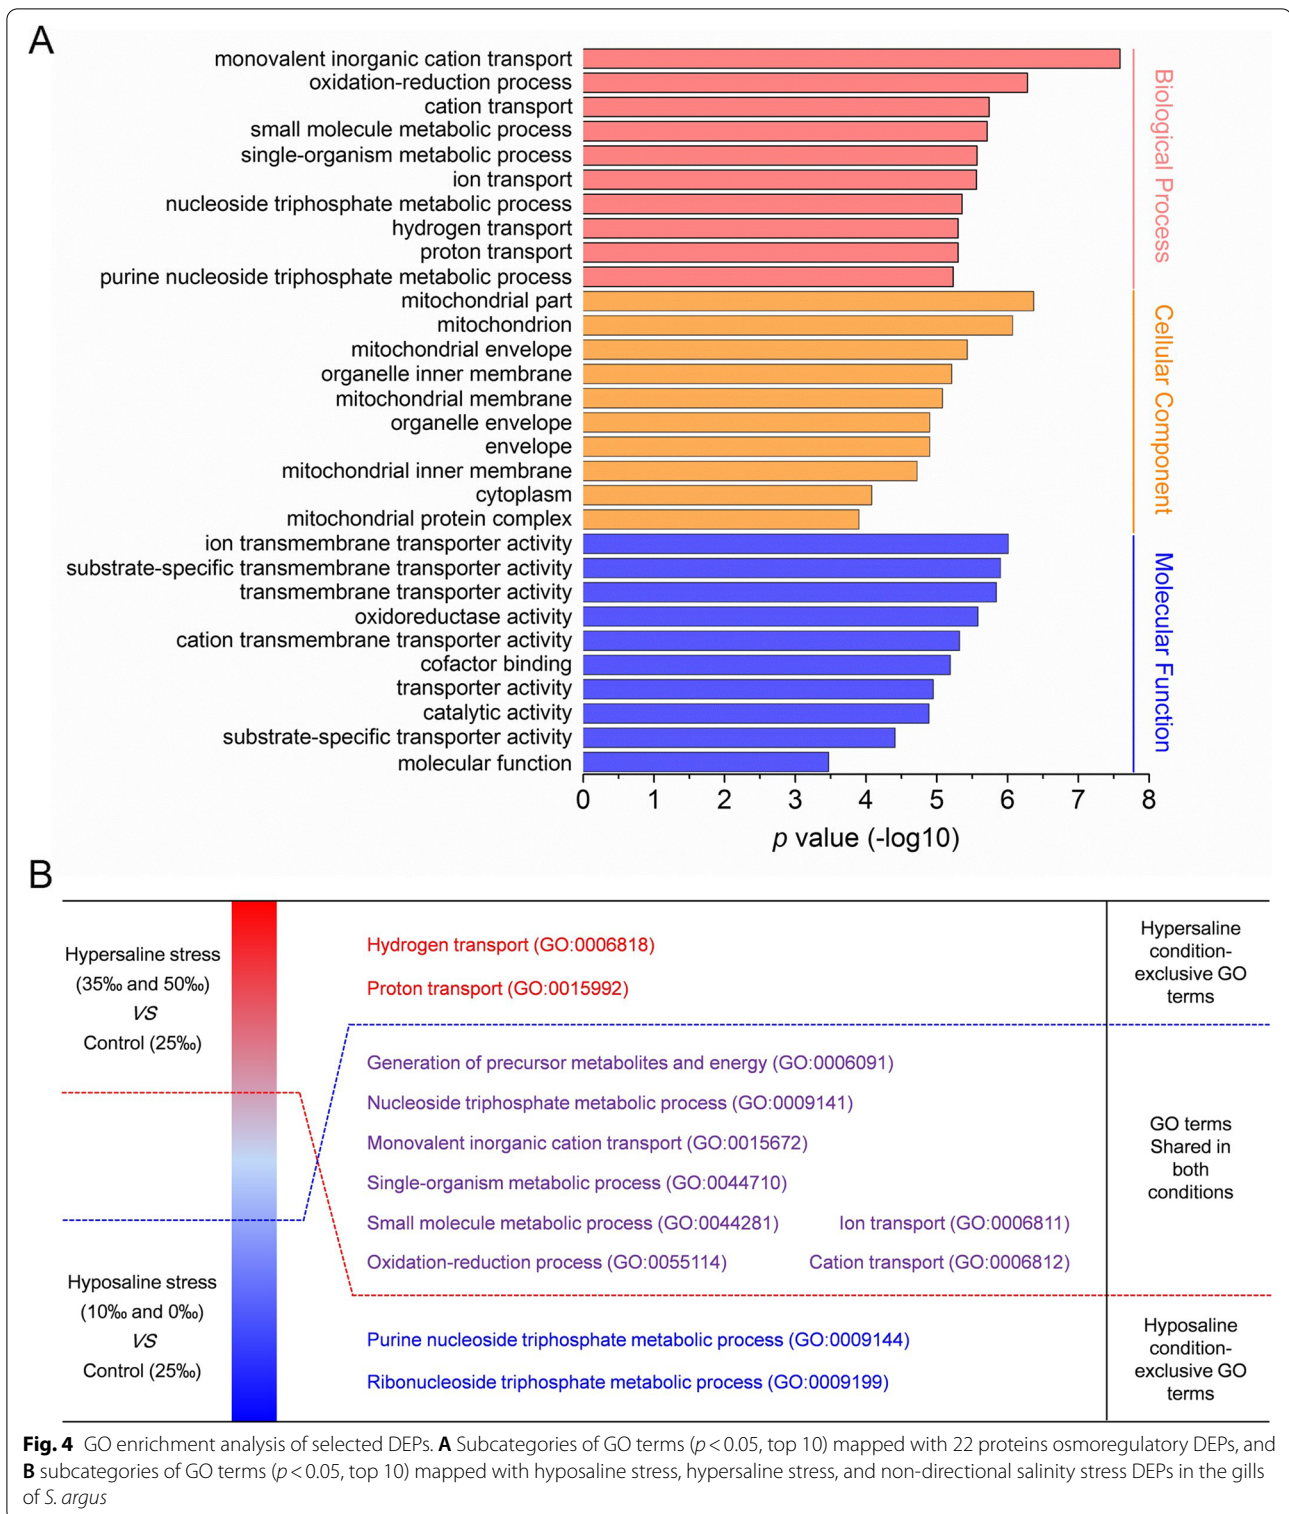 A
monovalent inorganic cation transport
oxidation-reduction process
cation transport
small molecule metabolic process
single-organism metabolic process
ion transport
nucleoside triphosphate metabolic process
hydrogen transport
proton transport
purine nucleoside triphosphate metabolic process
Biological Process
mitochondrial part
mitochondrion
mitochondrial envelope
organelle inner membrane
mitochondrial membrane
organelle envelope
envelope
mitochondrial inner membrane
cytoplasm
mitochondrial protein complex
Cellular Component
ion transmembrane transporter activity
substrate-specific transmembrane transporter activity
transmembrane transporter activity
oxidoreductase activity
cation transmembrane transporter activity
cofactor binding
transporter activity
catalytic activity
substrate-specific transporter activity
molecular function
Molecular Function
0 1 2 3 4 5 6 7 8
p value (-log10)
B
Hypersaline stress
(35‰ and 50‰)
VS
Control (25‰)
Hydrogen transport (GO:0006818)
Proton transport (GO:0015992)
Hypersaline
condition-
exclusive GO
terms
Generation of precursor metabolites and energy (GO:0006091)
Nucleoside triphosphate metabolic process (GO:0009141)
Monovalent inorganic cation transport (GO:0015672)
Single-organism metabolic process (GO:0044710)
Small molecule metabolic process (GO:0044281) Ion transport (GO:0006811)
Oxidation-reduction process (GO:0055114) Cation transport (GO:0006812)
GO terms
Shared in
both
conditions
Hyposaline stress
(10‰ and 0‰)
VS
Control (25‰)
Purine nucleoside triphosphate metabolic process (GO:0009144)
Ribonucleoside triphosphate metabolic process (GO:0009199)
Hyposaline
condition-
exclusive GO
terms
Fig. 4 GO enrichment analysis of selected DEPs. A Subcategories of GO terms (p < 0.05, top 10) mapped with 22 proteins osmoregulatory DEPs, and
B subcategories of GO terms (p < 0.05, top 10) mapped with hyposaline stress, hypersaline stress, and non-directional salinity stress DEPs in the gills
of S. argus